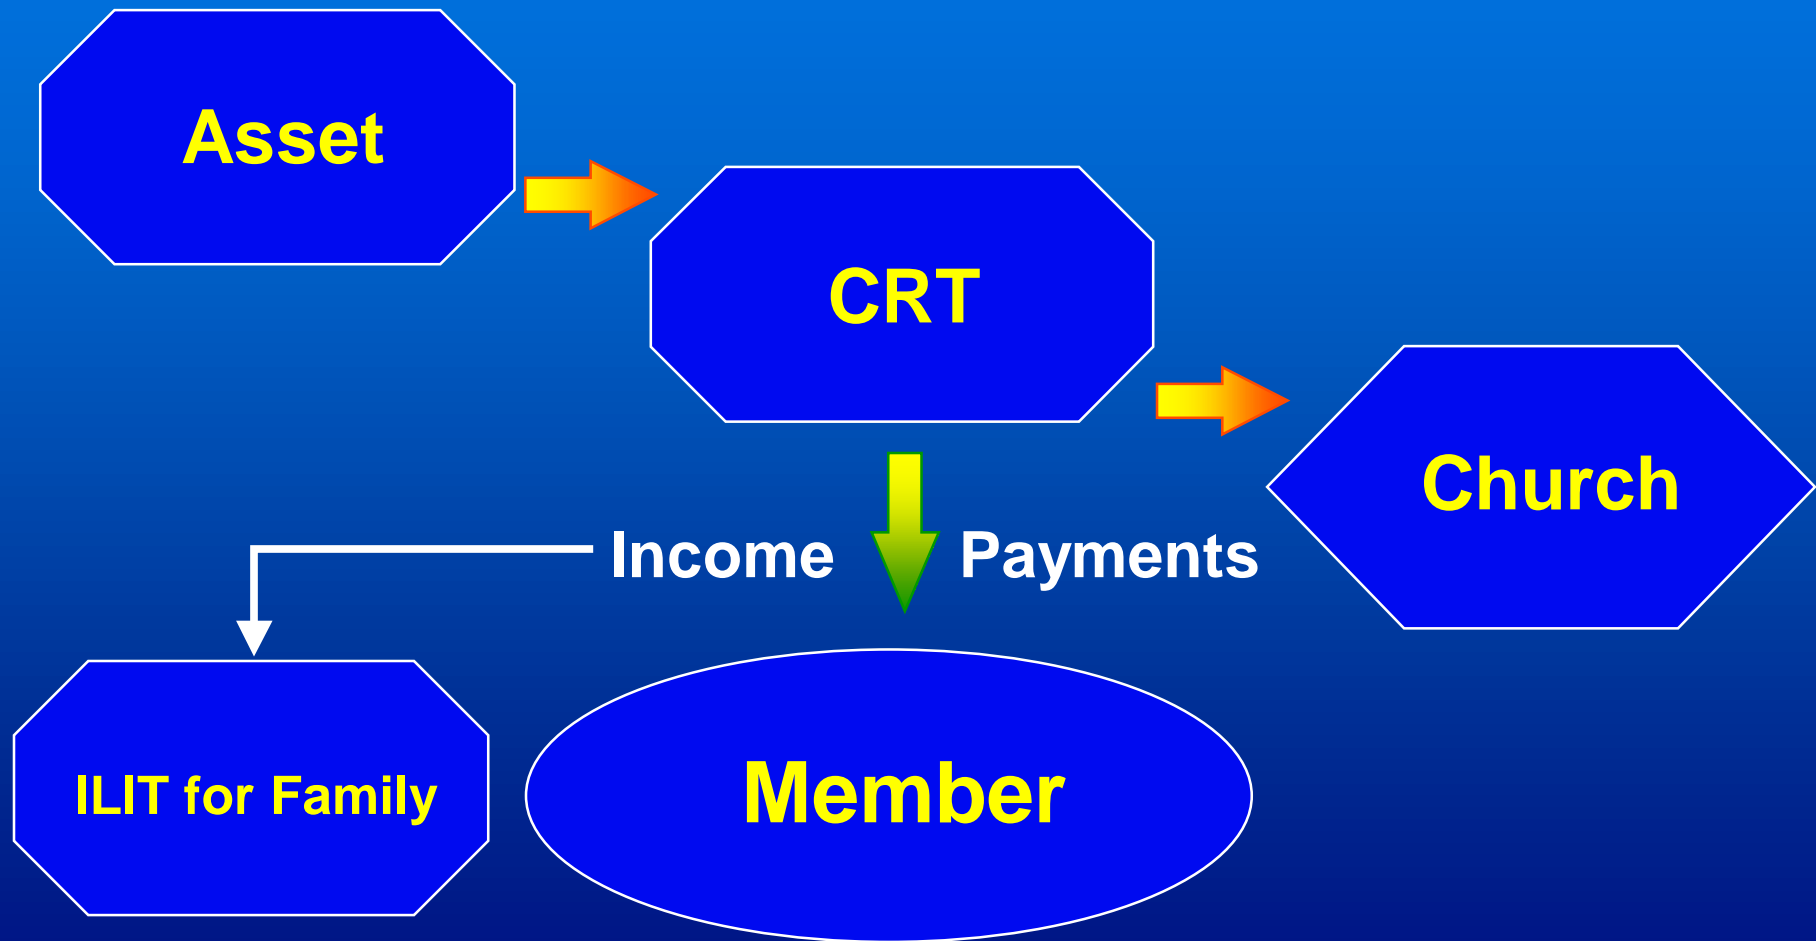 Asset
CRT
Church
Income Payments
ILIT for Family
Member